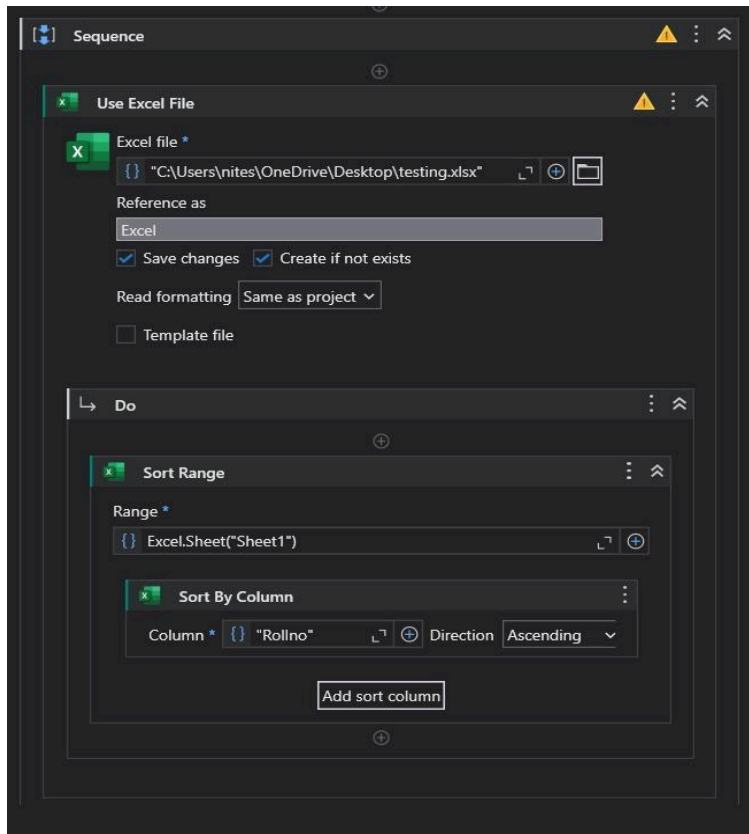 Sequence
Use Excel File
Excel file *
"C:\Users\nites\OneDrive\Desktop\testing.xlsx"
Reference as
Excel
Save changes Create if not exists
Read formatting Same as project
Template file
Do
Sort Range
Range *
{} Excel.Sheet("Sheet1")
Sort By Column
Column * {} "Rollno" Direction Ascending
Add sort column